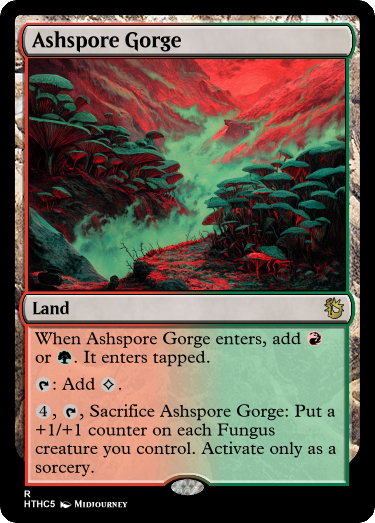 Ashspore Gorge
Land
When Ashspore Gorge enters, add {R}
or {G}. It enters tapped.
{T}: Add {C}.
{4}, {T}, Sacrifice Ashspore Gorge: Put a
+1/+1 counter on each Fungus
creature you control. Activate only as a
sorcery.
R
HTHC5 Midjourney